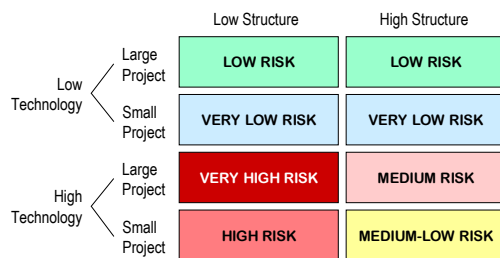 Low Structure High Structure
Large
Project
LOW RISK LOW RISK
Low
Technology
Small
Project
VERY LOW RISK VERY LOW RISK
Large
Project
VERY HIGH RISK MEDIUM RISK
High
Technology
Small
Project
HIGH RISK MEDIUM-LOW RISK